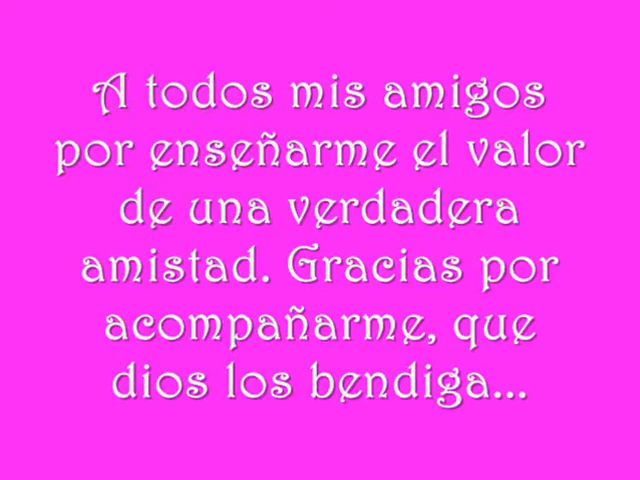 A todos mis amigos
por enseñarme el valor
de una verdadera
amistad. Gracias por
acompañarme, que
dios los bendiga...